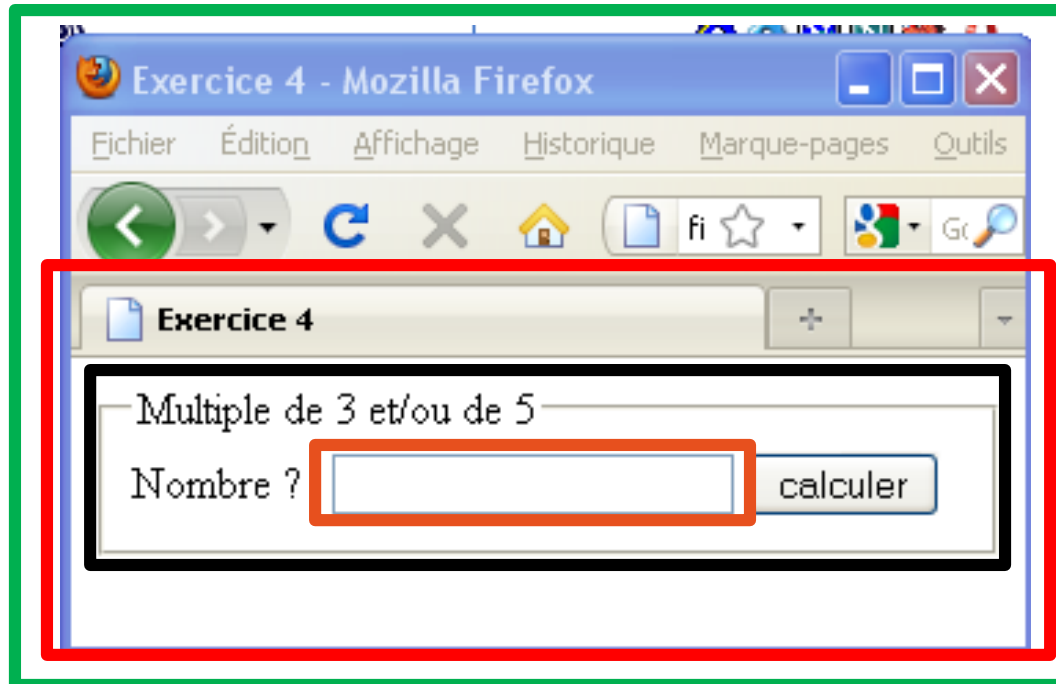 Exercice 4 - Mozilla Firefox
Fichier Édition Affichage Historique Marque-pages Outils
fi
Exercice 4
Multiple de 3 et/ou de 5
Nombre ?
calculer